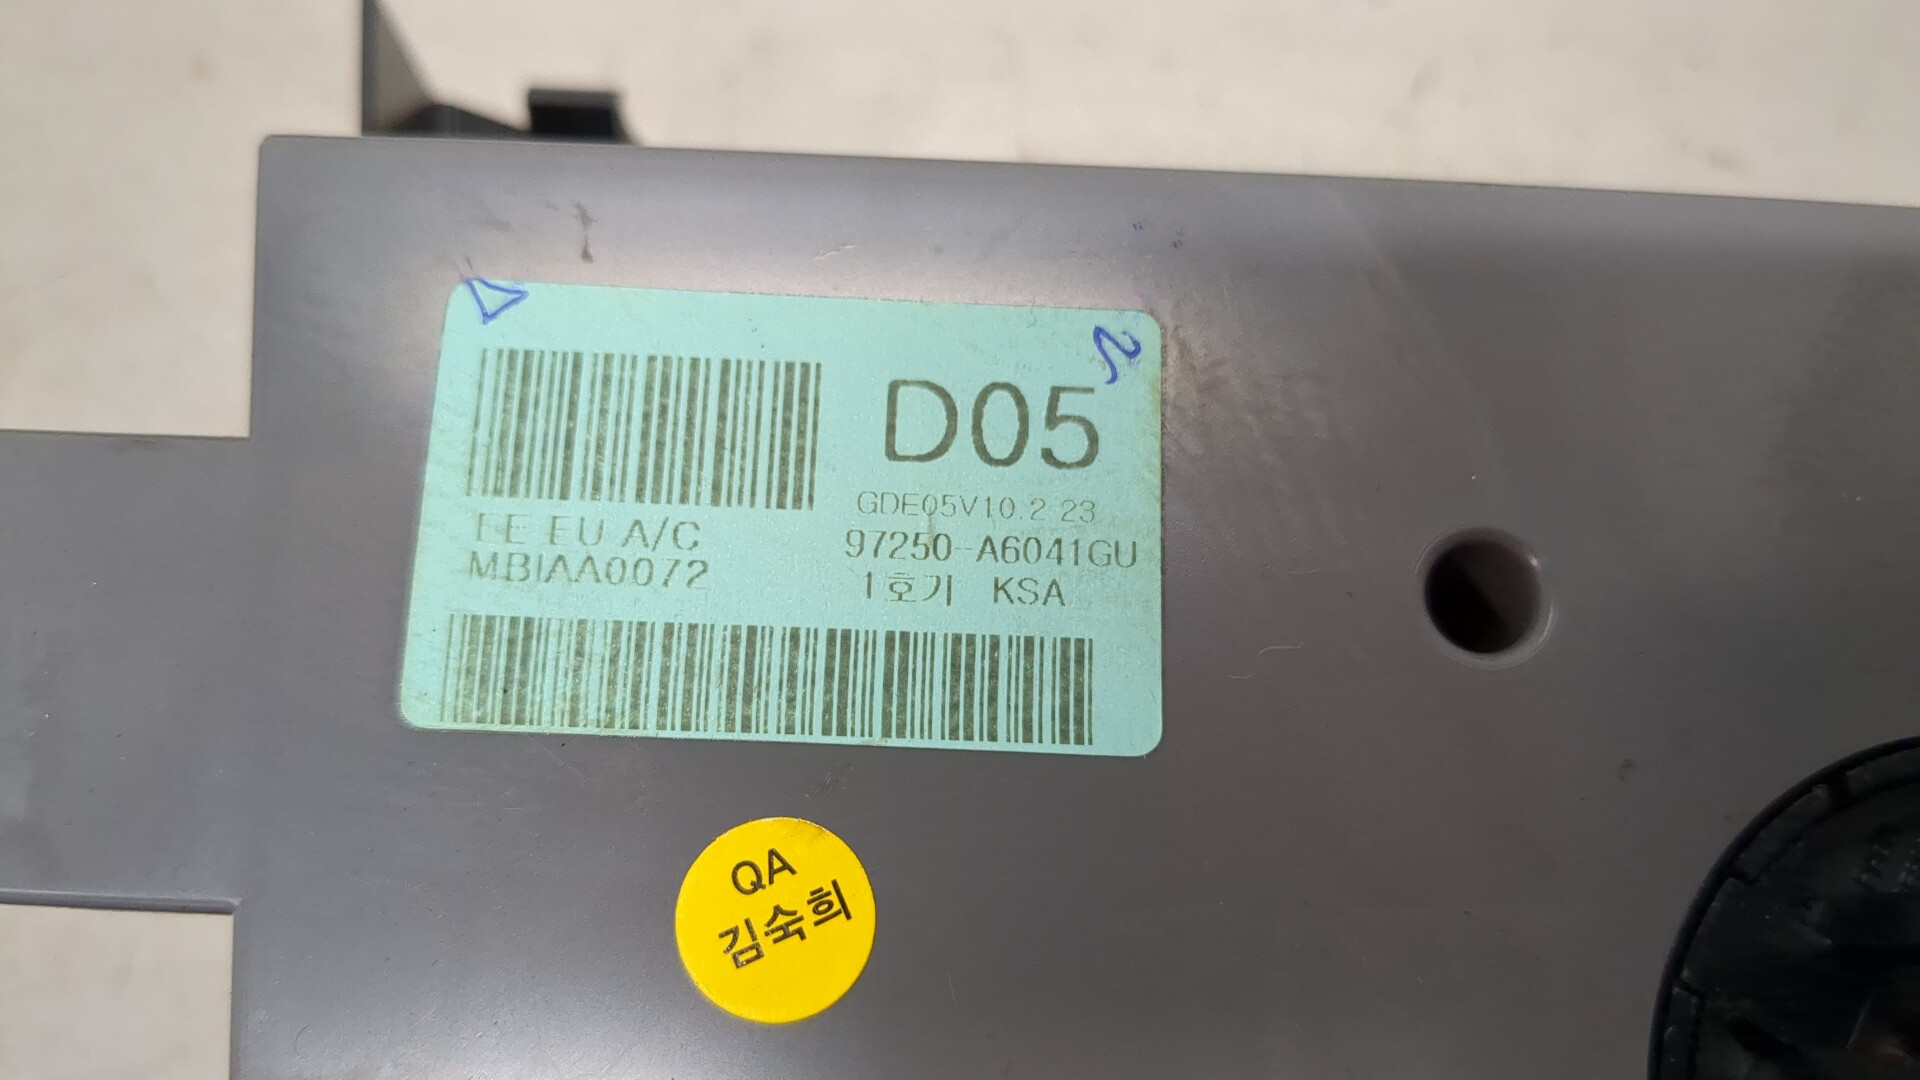 D05
GDE05V10.2 23
EU A/C
97250-A6041GU
MBIAA0072
1호기 KSA
QA
김숙희